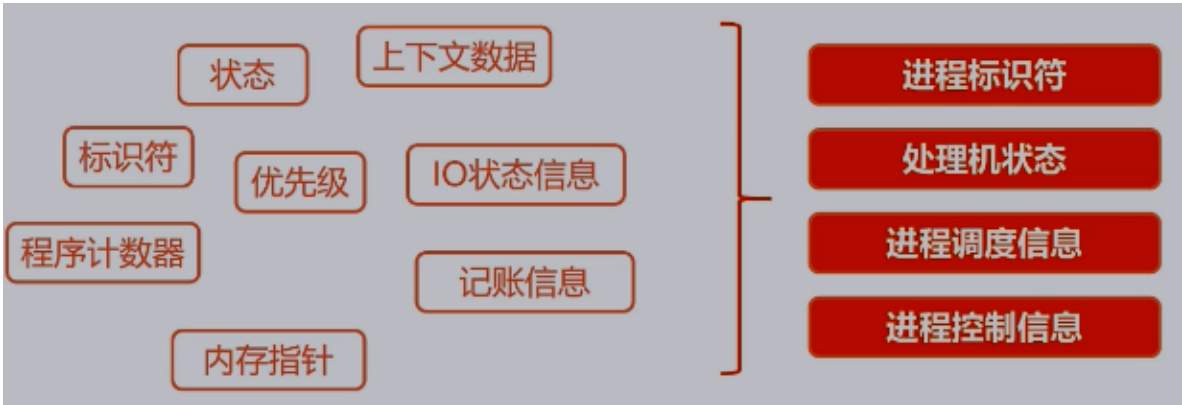 上下文数据
状态
标识符
优先级
IO状态信息
程序计数器
记账信息
内存指针
进程标识符
处理机状态
进程调度信息
进程控制信息